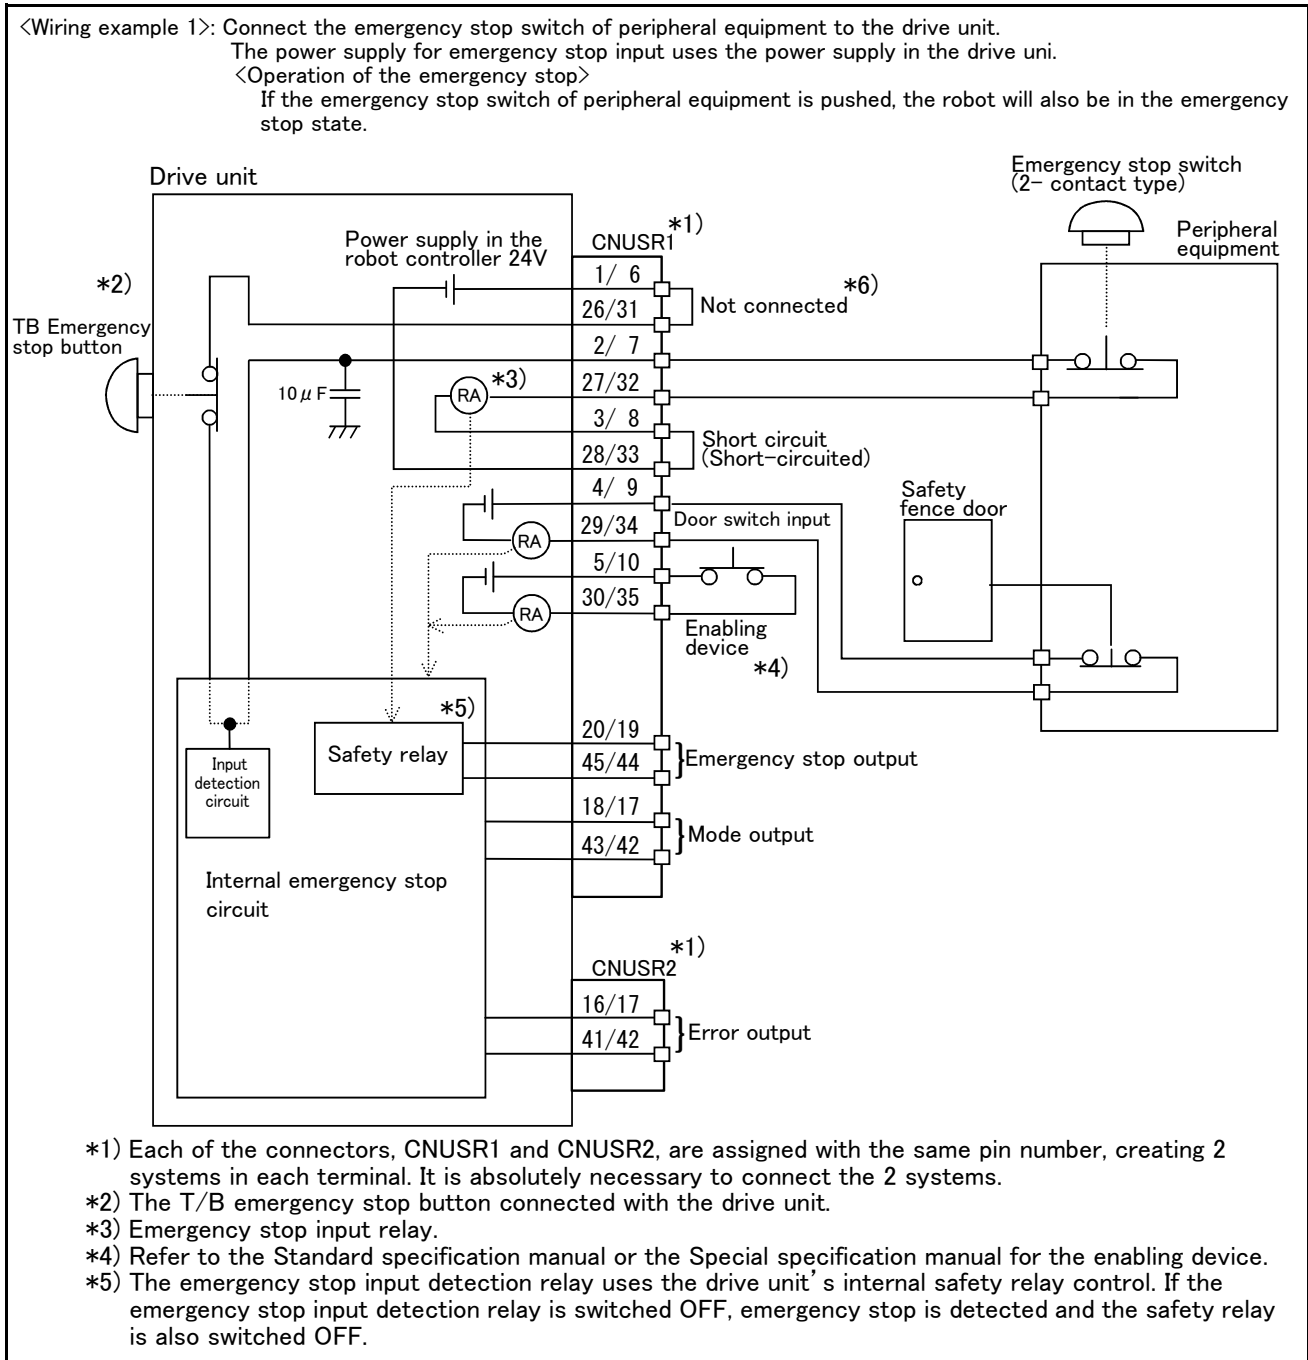 <Wiring example 1>: Connect the emergency stop switch of peripheral equipment to the drive unit.
The power supply for emergency stop input uses the power supply in the drive uni.
<Operation of the emergency stop>
If the emergency stop switch of peripheral equipment is pushed, the robot will also be in the emergency
stop state.
Emergency stop switch
(2- contact type)
Drive unit
Peripheral
equipment
*1)
CNUSR1
Power supply in the
robot controller 24V
1/ 6
*2)
*6)
Not connected
26/31
TB Emergency
stop button
2/ 7
10μF
RA
*3)
27/32
3/ 8
Short circuit
(Short-circuited)
28/33
4/ 9
Safety
fence door
Door switch input
29/34
RA
5/10
30/35
RA
Enabling
device
*4)
*5)
Safety relay
20/19
45/44
Emergency stop output
Input
detection
circuit
18/17
43/42
Mode output
Internal emergency stop
circuit
*1)
CNUSR2
16/17
41/42
Error output
*1) Each of the connectors, CNUSR1 and CNUSR2, are assigned with the same pin number, creating 2
systems in each terminal. It is absolutely necessary to connect the 2 systems.
*2) The T/B emergency stop button connected with the drive unit.
*3) Emergency stop input relay.
*4) Refer to the Standard specification manual or the Special specification manual for the enabling device.
*5) The emergency stop input detection relay uses the drive unit's internal safety relay control. If the
emergency stop input detection relay is switched OFF, emergency stop is detected and the safety relay
is also switched OFF.